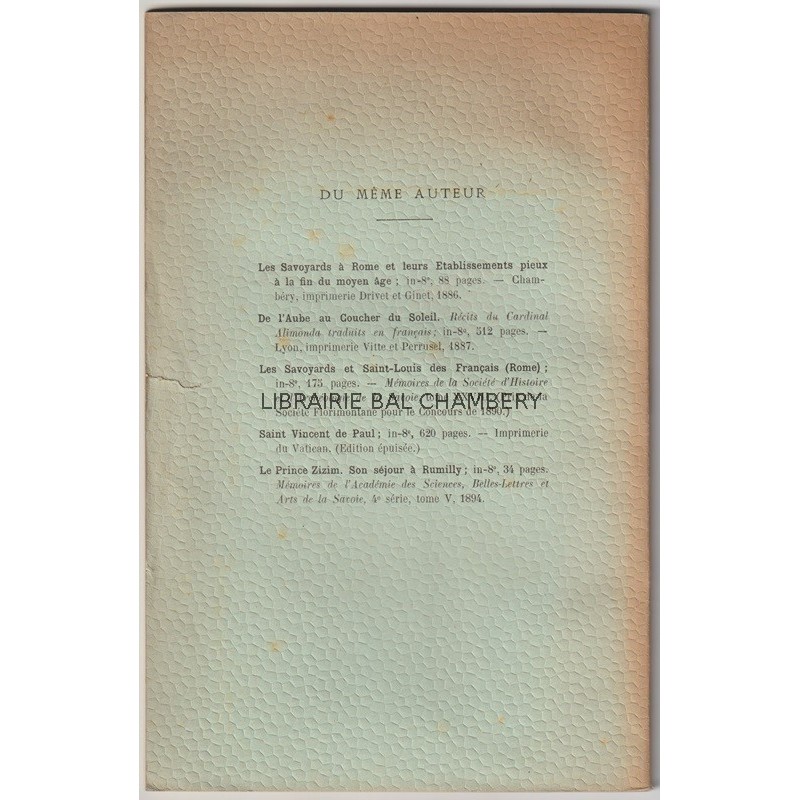 DU MÊME AUTEUR
Les Savoyards à Rome et leurs Etablissements pieux
à la fin du moyen âge ; in-8°, 88 pages. — Cham-
béry, imprimerie Drivet et Ginet, 1886.
De l'Aube au Coucher du Soleil. Récits du Cardinal
Alimonda traduits en français ; in-8°, 512 pages. —
Lyon, imprimerie Vitte et Perrusel, 1887.
Les Savoyards et Saint-Louis des Français (Rome) ;
in-8°, 175 pages. — Mémoires de la Société d'Histoire
LIBRAIRIE BAL CHAMBERY
Société Florimontane pour le Concours de 1890.)
Saint Vincent de Paul ; in-8°, 620 pages. — Imprimerie
du Vatican. (Edition épuisée.)
Le Prince Zizim. Son séjour à Rumilly ; in-8°, 34 pages.
Mémoires de l'Académie des Sciences, Belles-Lettres et
Arts de la Savoie, 4e série, tome V, 1894.